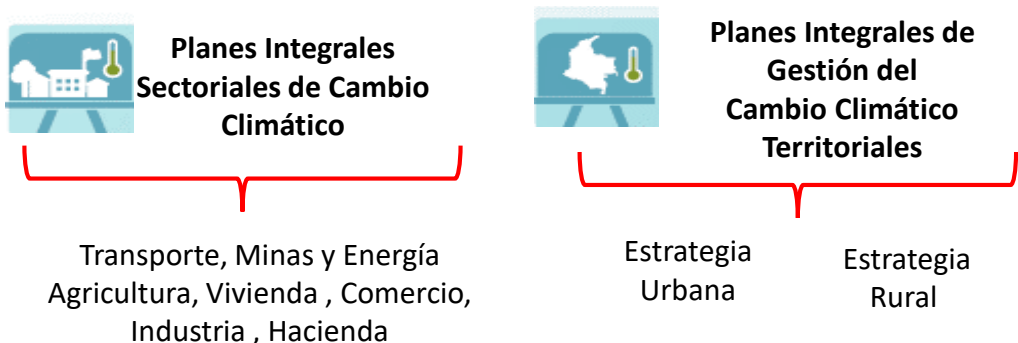 Planes Integrales
Sectoriales de Cambio
Climático
Transporte, Minas y Energía
Agricultura, Vivienda , Comercio,
Industria , Hacienda
Planes Integrales de
Gestión del
Cambio Climático
Territoriales
Estrategia
Urbana
Estrategia
Rural